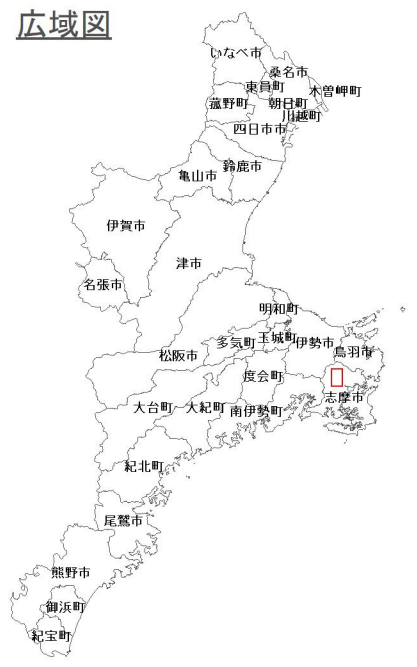 広域図
いなべ市
桑名市
東員町
木曽岬町
菰野町
朝日町
川越町
四日市市
鈴鹿市
亀山市
伊賀市
津市
名張市
明和町
玉城町
多気町
伊勢市
鳥羽市
松阪市
度会町
志摩市
大台町
大紀町
南伊勢町
紀北町
尾鷲市
熊野市
御浜町
紀宝町